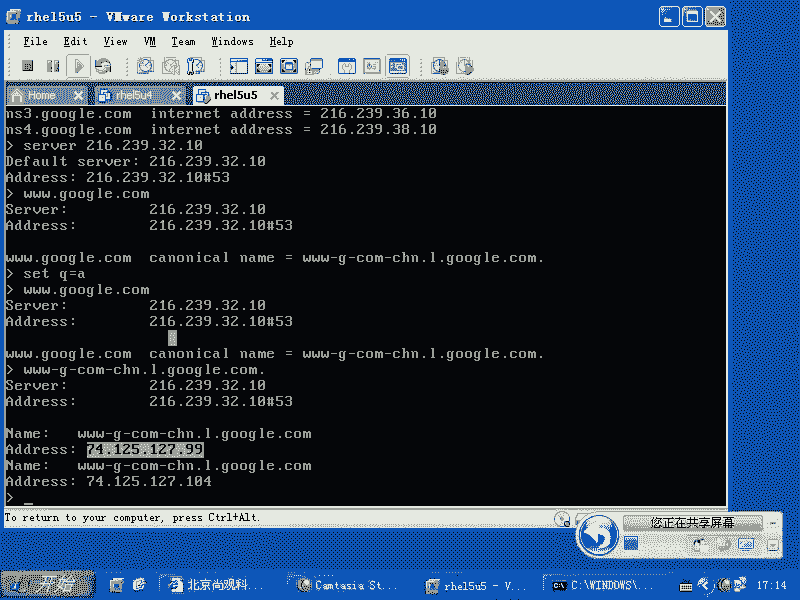 rhel5u5 - VMware Workstation
File Edit View VM Team Windows Help
Home rhel5u4 rhel5u5
ns3.google.com internet address = 216.239.36.10
ns4.google.com internet address = 216.239.38.10
> server 216.239.32.10
Default server: 216.239.32.10
Address: 216.239.32.10#53
> www.google.com
Server: 216.239.32.10
Address: 216.239.32.10#53
www.google.com canonical name = www-g-com-chn.l.google.com.
> set q=a
> www.google.com
Server: 216.239.32.10
Address: 216.239.32.10#53
www.google.com canonical name = www-g-com-chn.l.google.com.
> www-g-com-chn.l.google.com.
Server: 216.239.32.10
Address: 216.239.32.10#53
Name: www-g-com-chn.l.google.com
Address: 74.125.127.99
Name: www-g-com-chn.l.google.com
Address: 74.125.127.104
> _
To return to your computer, press Ctrl+Alt.
您正在共享屏幕
开始 北京尚观科... Camtasia St... rhel5u5 - V... C:\WINDOWS\... 17:14